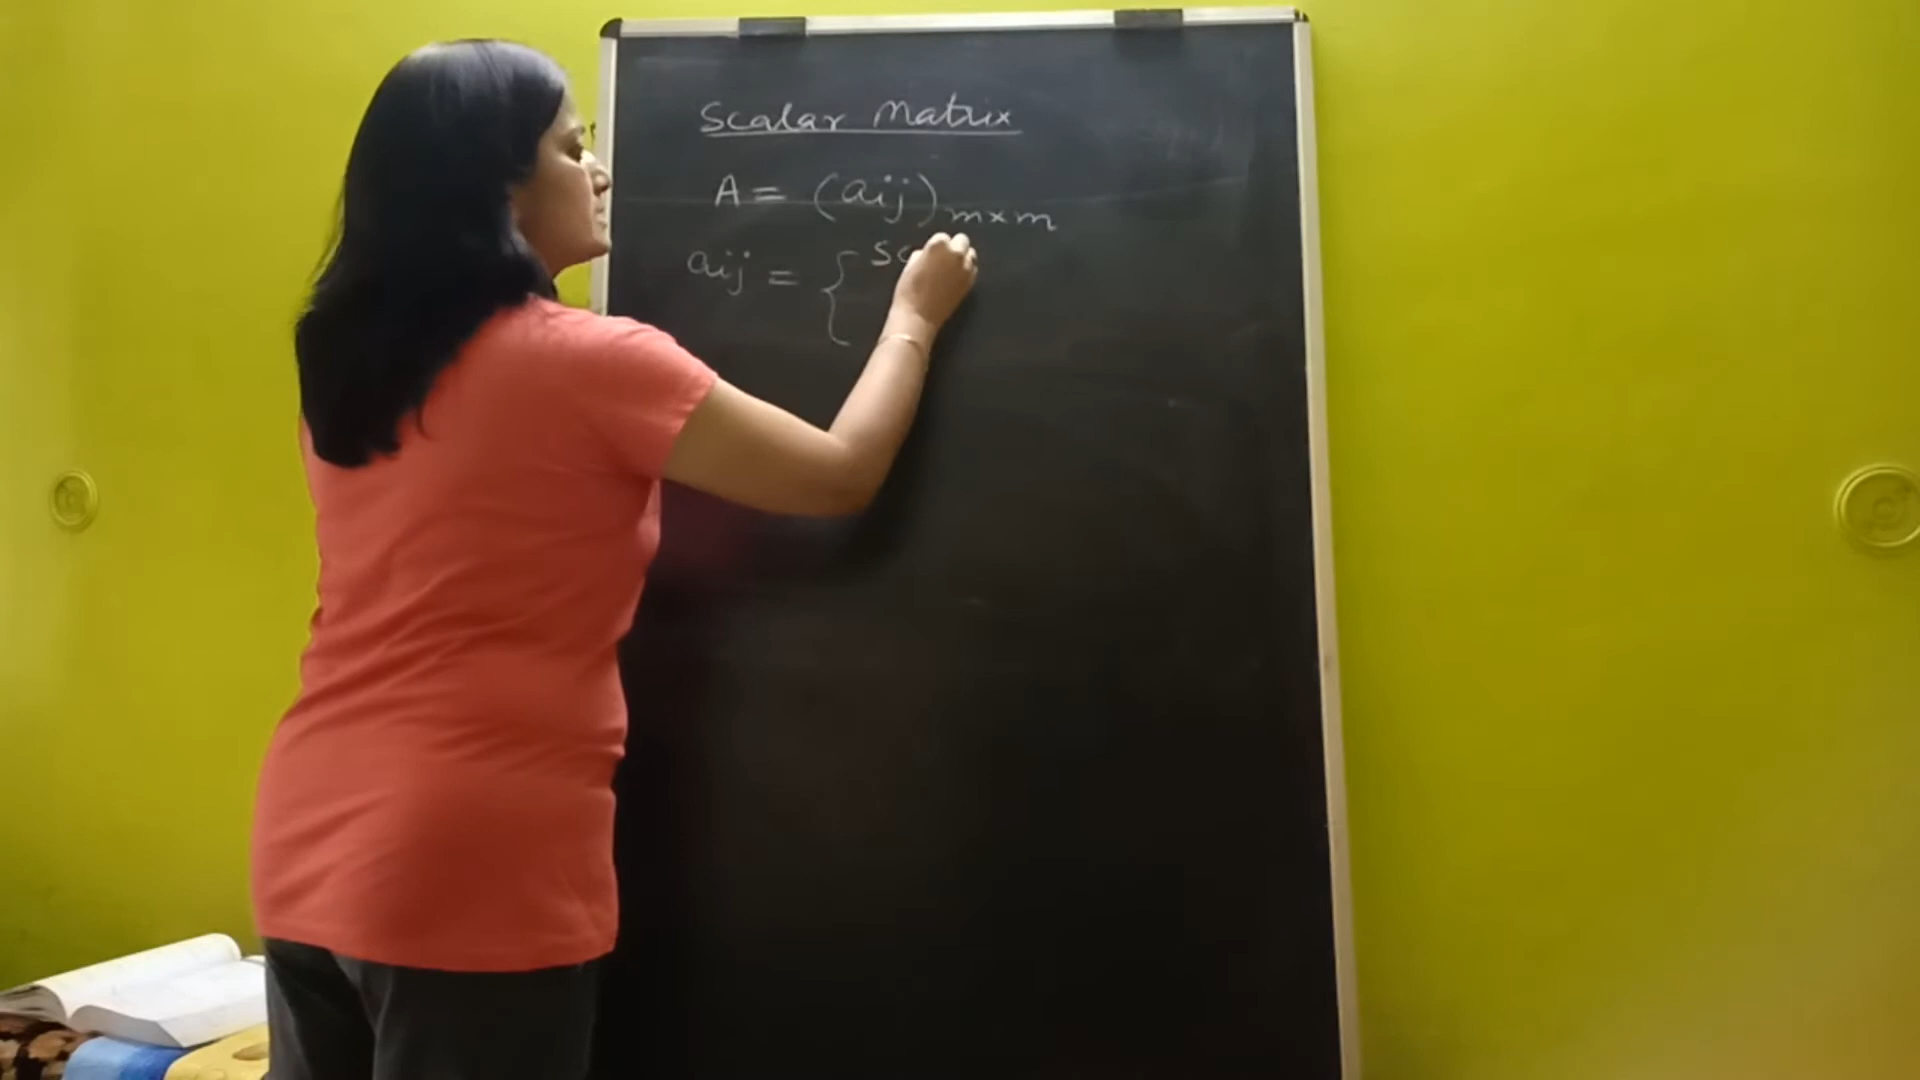 Scalar Matrix
A = (aij)m×m
aij = {